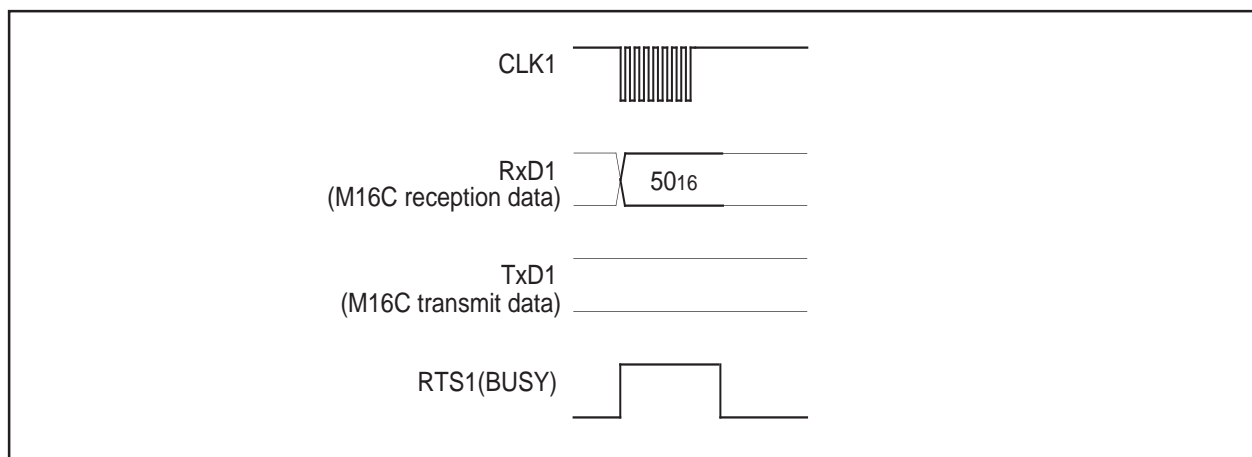 CLK1
RxD1
(M16C reception data)
5016
TxD1
(M16C transmit data)
RTS1(BUSY)